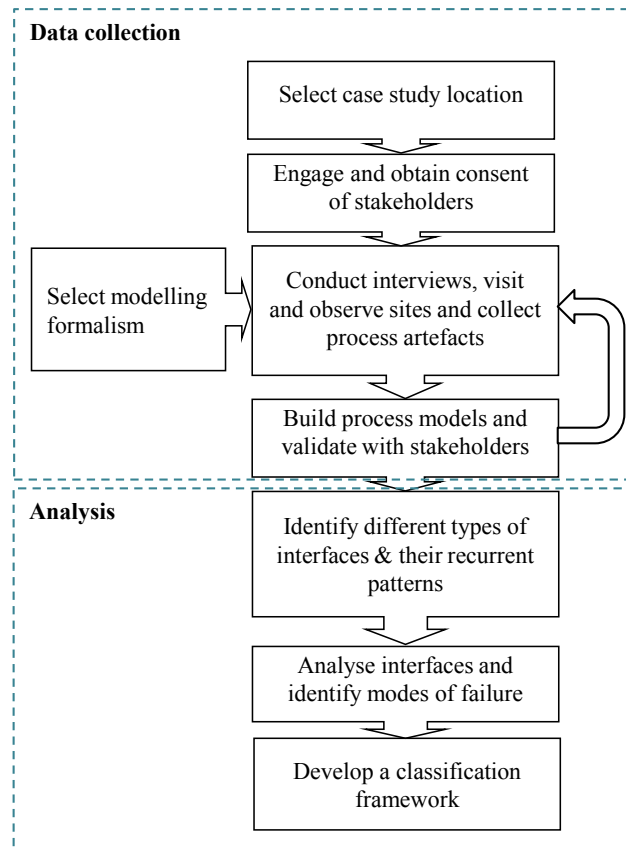 Data collection
Select case study location
Engage and obtain consent
of stakeholders
Select modelling
formalism
Conduct interviews, visit
and observe sites and collect
process artefacts
Build process models and
validate with stakeholders
Analysis
Identify different types of
interfaces & their recurrent
patterns
Analyse interfaces and
identify modes of failure
Develop a classification
framework